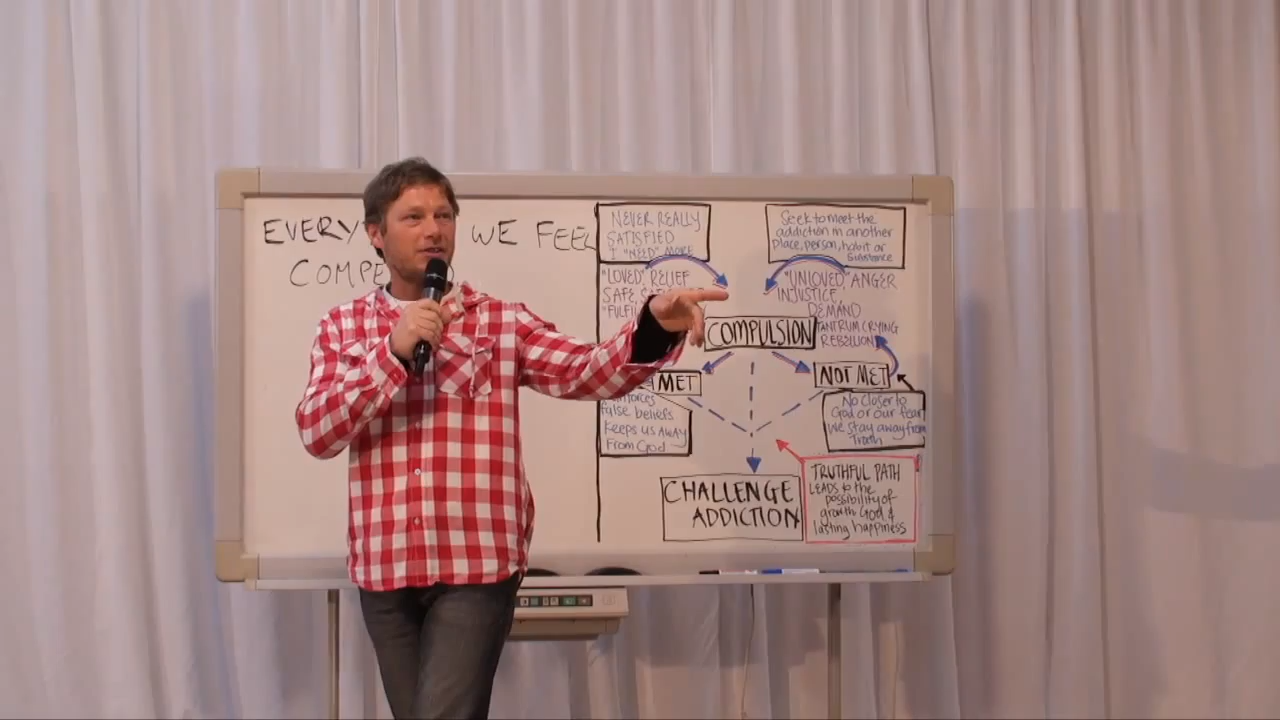 EVERY WE FEEL
COMPE
NEVER REALLY
SATISFIED
"I "NEED" MORE
"LOVED", RELIEF
SAFE,
Seek to meet the
addiction in another
place, person, habit or
Substance
"UNLOVED" ANGER
INJUSTICE,
DEMAND
TANTRUM CRYING
REBELLION
COMPULSION
MET
NOT MET
false beliefs
KEEPS US AWAY
From God
No closer to
God or our fear
We stay away from
Truth
CHALLENGE
ADDICTION
TRUTHFUL PATH
LEADS to the
possibility of
growth God &
lasting happiness